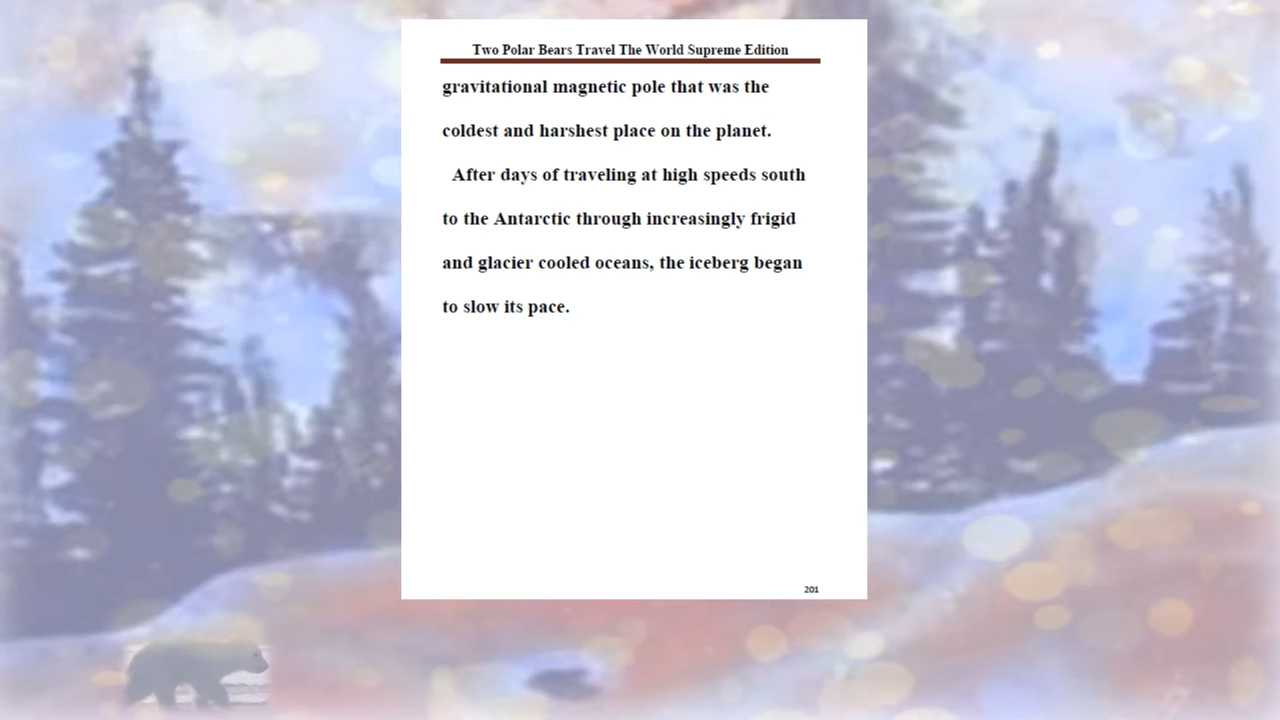 Two Polar Bears Travel The World Supreme Edition
gravitational magnetic pole that was the
coldest and harshest place on the planet.
After days of traveling at high speeds south
to the Antarctic through increasingly frigid
and glacier cooled oceans, the iceberg began
to slow its pace.
201